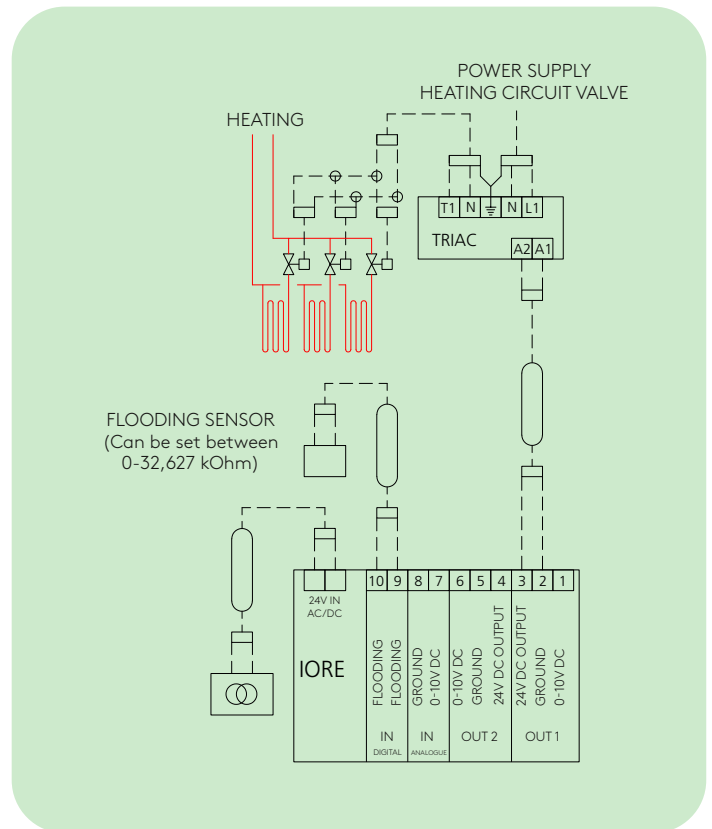 POWER SUPPLY
HEATING CIRCUIT VALVE
HEATING
T1 N N L1
TRIAC
A2 A1
FLOODING SENSOR
(Can be set between
0-32,627 kOhm)
10 9 8 7 6 5 4 3 2 1
24V IN
AC/DC
IORE
FLOODING
FLOODING
GROUND
0-10V DC
0-10V DC
GROUND
24V DC OUTPUT
24V DC OUTPUT
GROUND
0-10V DC
IN IN OUT 2 OUT 1
DIGITAL ANALOGUE